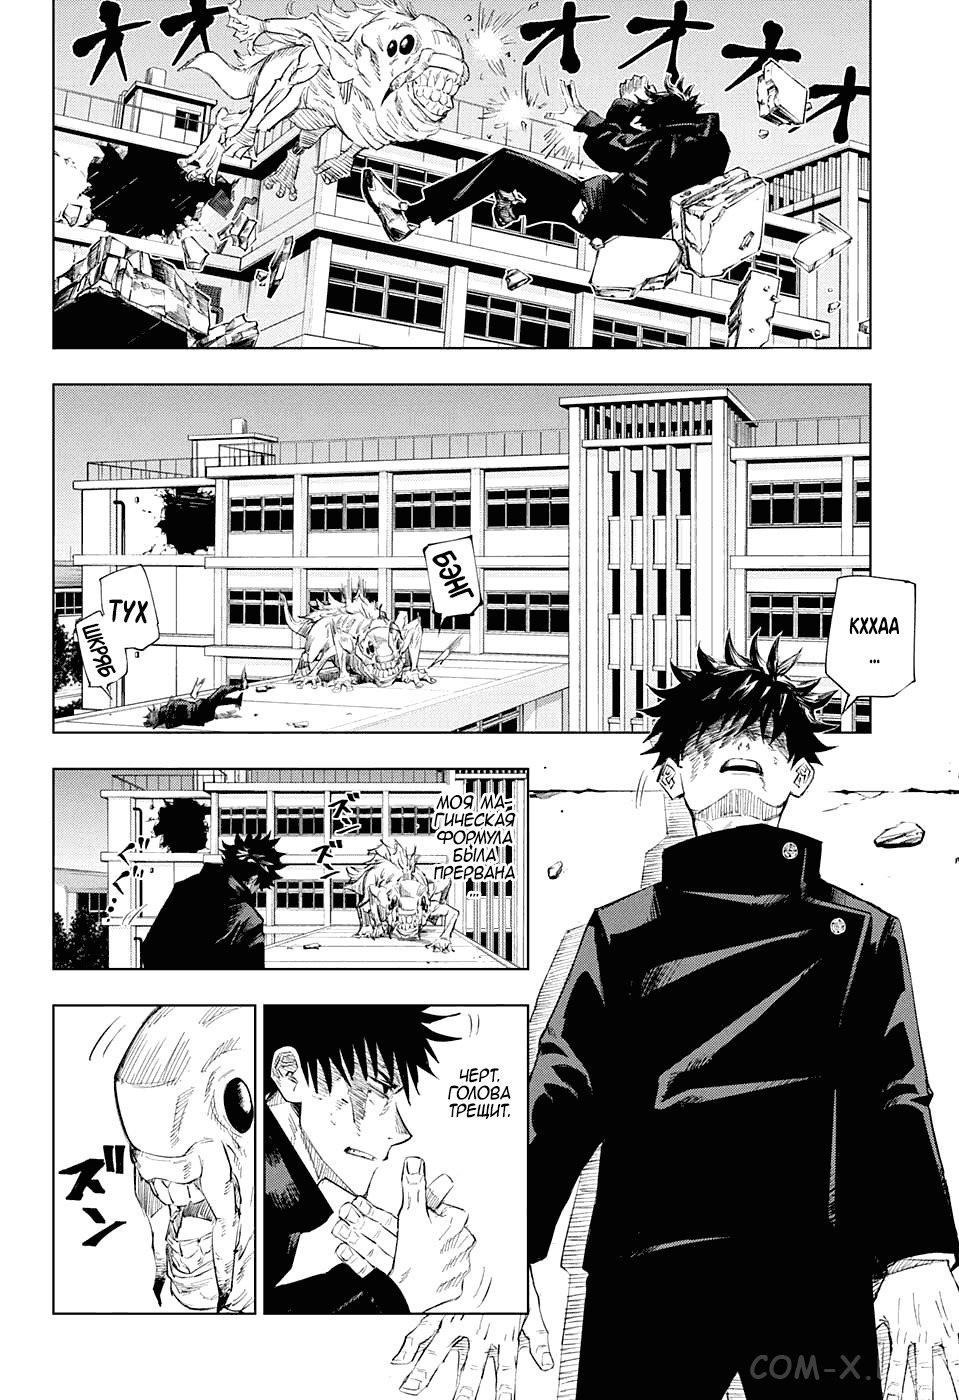 オオオオオ
БЭНГ
КХХАА
...
ТУХ
ШКРЯБ
МОЯ МА-
ГИЧЕСКАЯ
ФОРМУЛА
БЫЛА
ПРЕРВАНА
...
ズン
ズン
ЧЕРТ.
ГОЛОВА
ТРЕЩИТ.
ズン